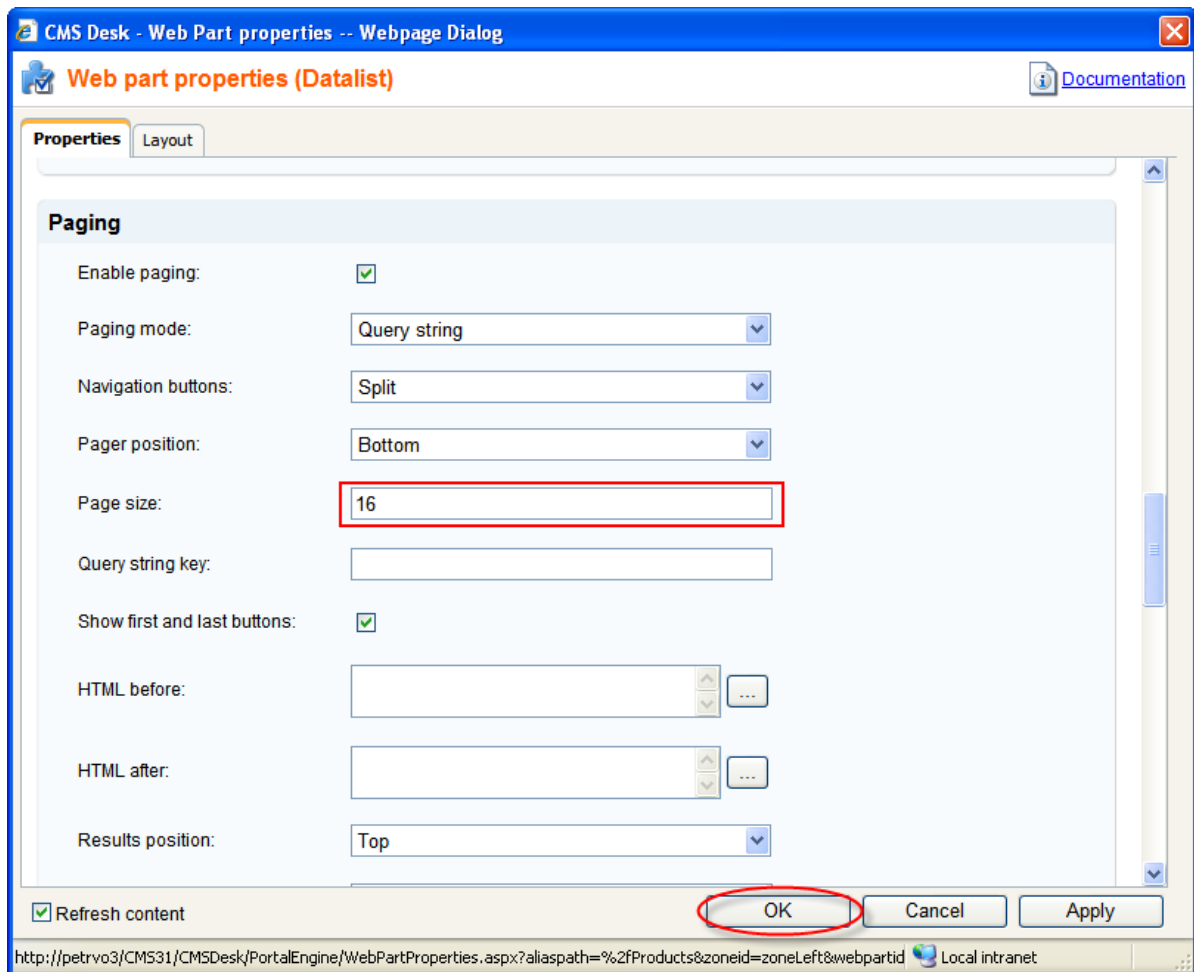 CMS Desk - Web Part properties -- Webpage Dialog
Web part properties (Datalist)
Documentation
Properties
Layout
Paging
Enable paging:
Paging mode: Query string
Navigation buttons: Split
Pager position: Bottom
Page size: 16
Query string key:
Show first and last buttons:
HTML before: ...
HTML after: ...
Results position: Top
Refresh content OK Cancel Apply
http://petrvo3/CMS31/CMSDesk/PortalEngine/WebPartProperties.aspx?aliaspath=%2fProducts&zoneid=zoneLeft&webpartid Local intranet